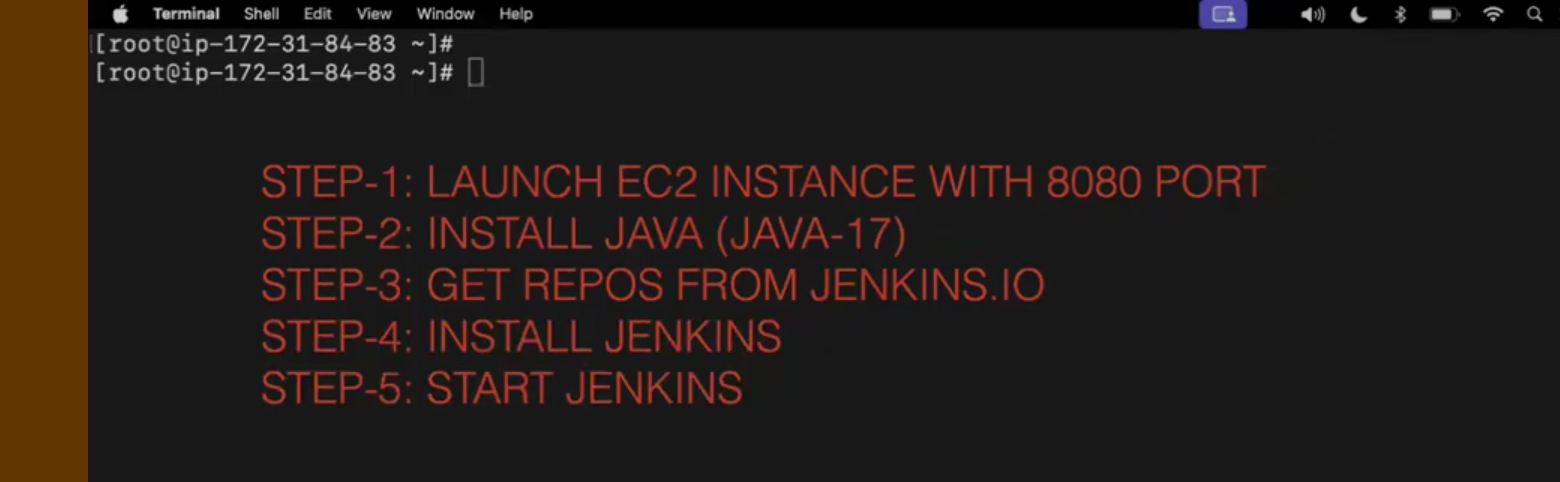 Terminal Shell Edit View Window Help
[root@ip-172-31-84-83 ~]#
[root@ip-172-31-84-83 ~]#
STEP-1: LAUNCH EC2 INSTANCE WITH 8080 PORT
STEP-2: INSTALL JAVA (JAVA-17)
STEP-3: GET REPOS FROM JENKINS.IO
STEP-4: INSTALL JENKINS
STEP-5: START JENKINS